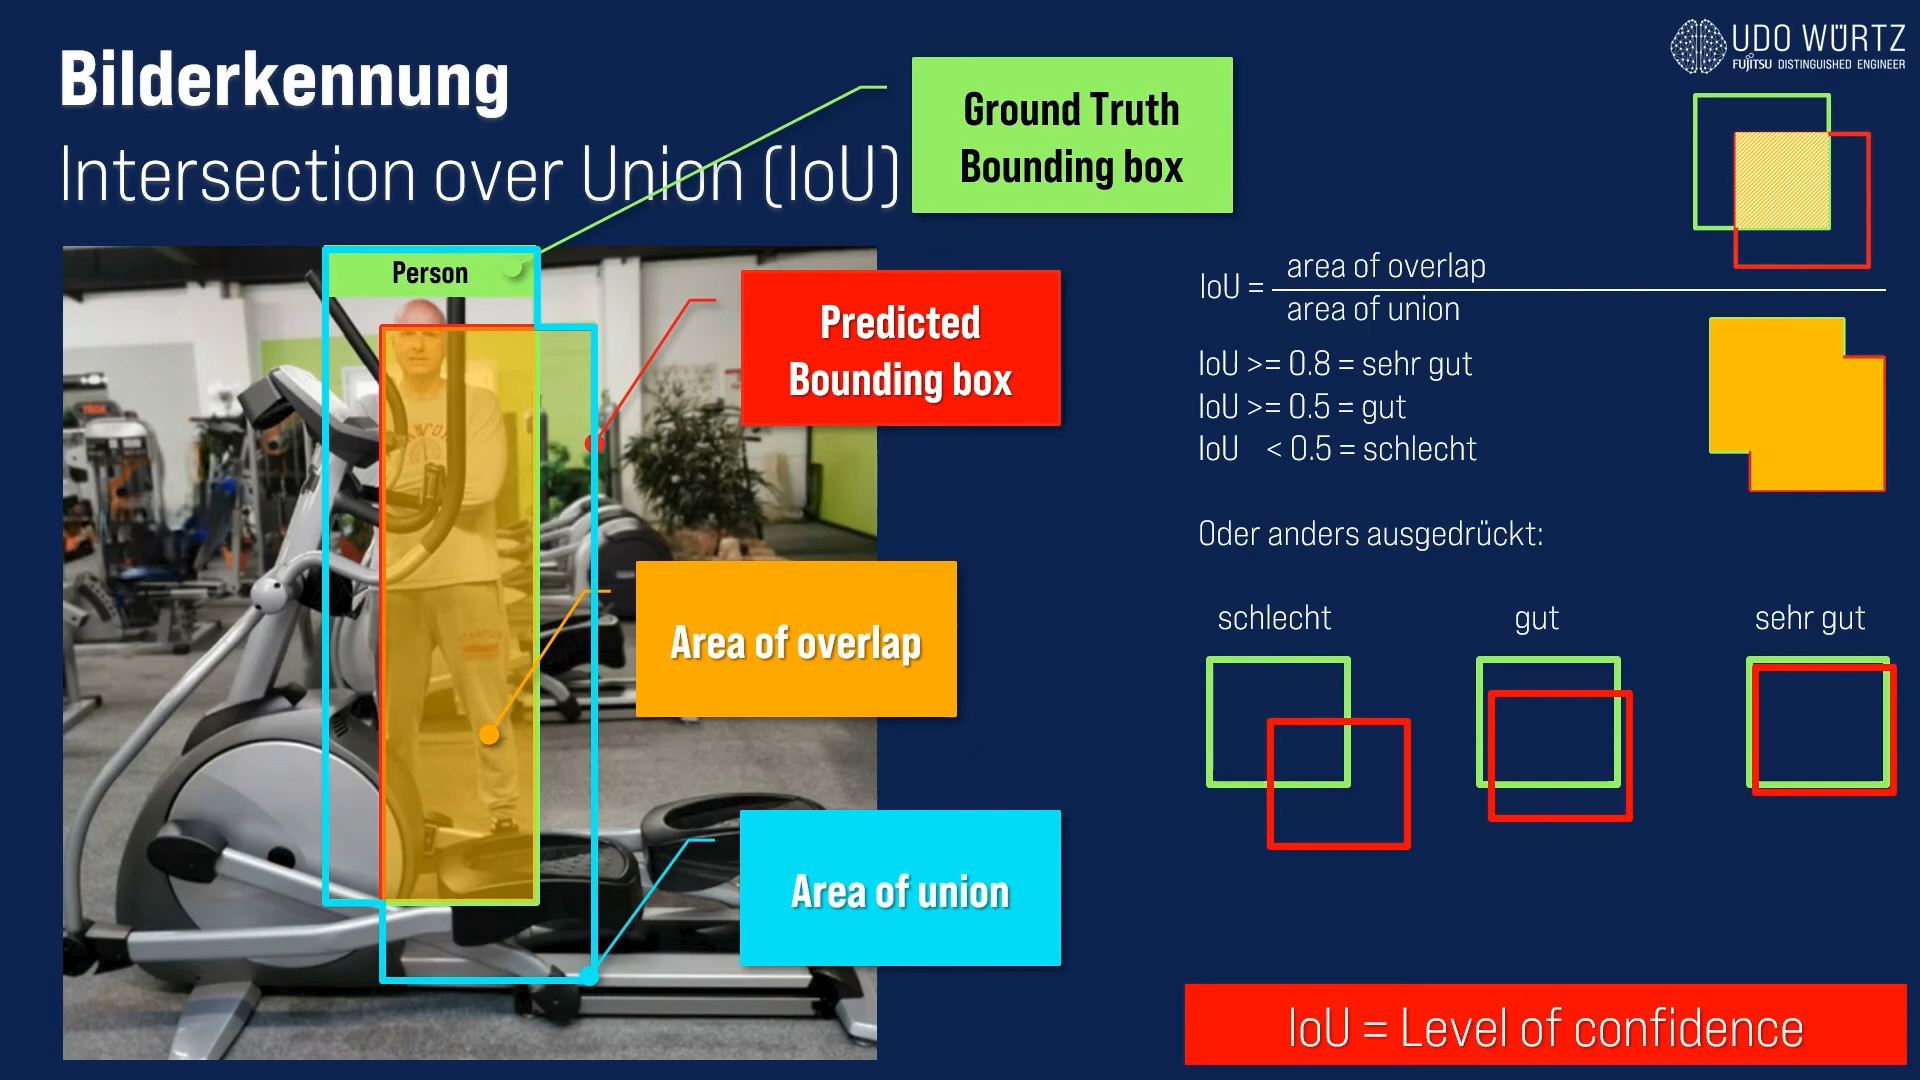 Bilderkennung
Intersection over Union (IoU)
UDO WÜRTZ
FUJITSU DISTINGUISHED ENGINEER
Ground Truth
Bounding box
Person
Predicted
Bounding box
Area of overlap
Area of union
IoU =
area of overlap
area of union
IoU >= 0.8 = sehr gut
IoU >= 0.5 = gut
IoU < 0.5 = schlecht
Oder anders ausgedrückt:
schlecht
gut
sehr gut
IoU = Level of confidence